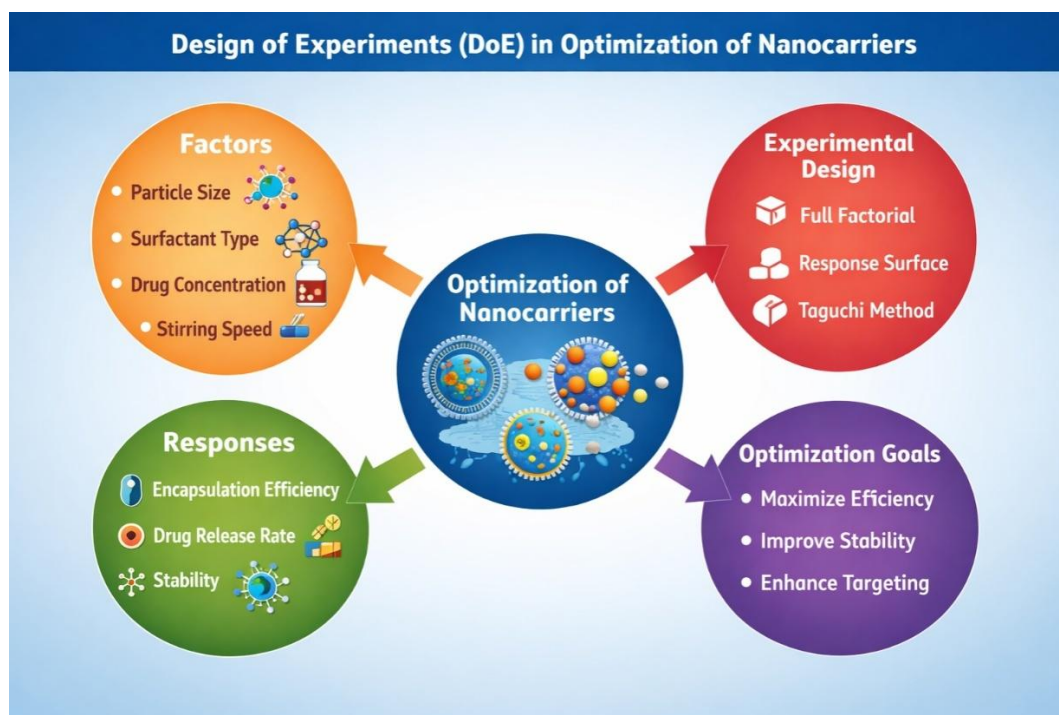 Design of Experiments (DoE) in Optimization of Nanocarriers
Factors
Particle Size
Surfactant Type
Drug Concentration
Stirring Speed
Experimental
Design
Full Factorial
Response Surface
Taguchi Method
Optimization of
Nanocarriers
Responses
Encapsulation Efficiency
Drug Release Rate
Stability
Optimization Goals
Maximize Efficiency
Improve Stability
Enhance Targeting